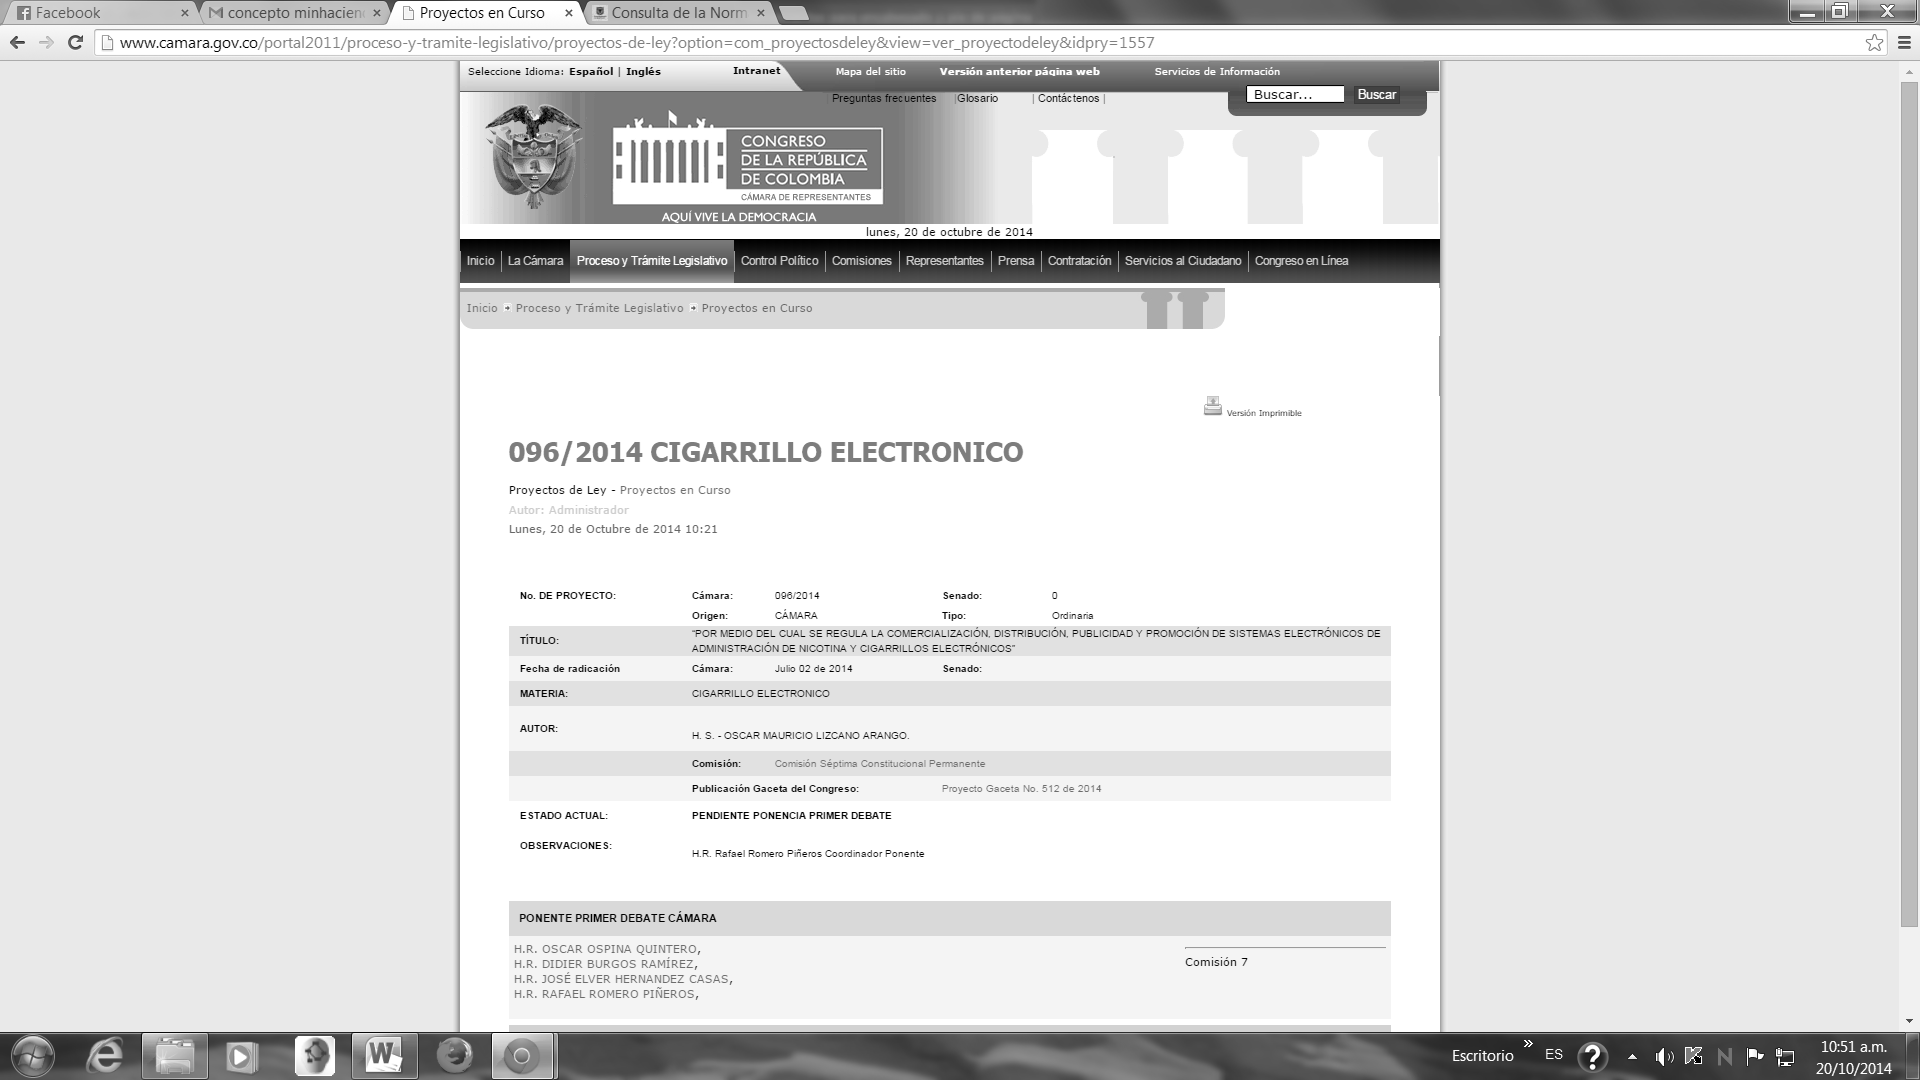 Facebook
concepto minhacien
Proyectos en Curso
Consulta de la Norm
www.camara.gov.co/portal2011/proceso-y-tramite-legislativo/proyectos-de-ley?option=com_proyectosdeley&view=ver_proyectodeley&idpry=1557
Seleccione Idioma: Español | Inglés
Intranet
Mapa del sitio
Versión anterior página web
Servicios de Información
Preguntas frecuentes |Glosario | Contáctenos |
Buscar...
Buscar
CONGRESO
DE LA REPÚBLICA
DE COLOMBIA
CÁMARA DE REPRESENTANTES
AQUÍ VIVE LA DEMOCRACIA
lunes, 20 de octubre de 2014
Inicio | La Cámara | Proceso y Trámite Legislativo | Control Político | Comisiones | Representantes | Prensa | Contratación | Servicios al Ciudadano | Congreso en Línea
Inicio Proceso y Trámite Legislativo Proyectos en Curso
Versión Imprimible
096/2014 CIGARRILLO ELECTRONICO
Proyectos de Ley - Proyectos en Curso
Autor: Administrador
Lunes, 20 de Octubre de 2014 10:21
No. DE PROYECTO: Cámara: 096/2014 Senado: 0
Origen: CÁMARA Tipo: Ordinaria
TÍTULO: "POR MEDIO DEL CUAL SE REGULA LA COMERCIALIZACIÓN, DISTRIBUCIÓN, PUBLICIDAD Y PROMOCIÓN DE SISTEMAS ELECTRÓNICOS DE
ADMINISTRACIÓN DE NICOTINA Y CIGARRILLOS ELECTRÓNICOS"
Fecha de radicación Cámara: Julio 02 de 2014 Senado:
MATERIA: CIGARRILLO ELECTRONICO
AUTOR:
H. S. - OSCAR MAURICIO LIZCANO ARANGO.
Comisión: Comisión Séptima Constitucional Permanente
Publicación Gaceta del Congreso: Proyecto Gaceta No. 512 de 2014
ESTADO ACTUAL: PENDIENTE PONENCIA PRIMER DEBATE
OBSERVACIONES:
H.R. Rafael Romero Piñeros Coordinador Ponente
PONENTE PRIMER DEBATE CÁMARA
H.R. OSCAR OSPINA QUINTERO,
H.R. DIDIER BURGOS RAMÍREZ,
H.R. JOSÉ ELVER HERNANDEZ CASAS,
H.R. RAFAEL ROMERO PIÑEROS,
Comisión 7
Escritorio » ES
10:51 a.m.
20/10/2014